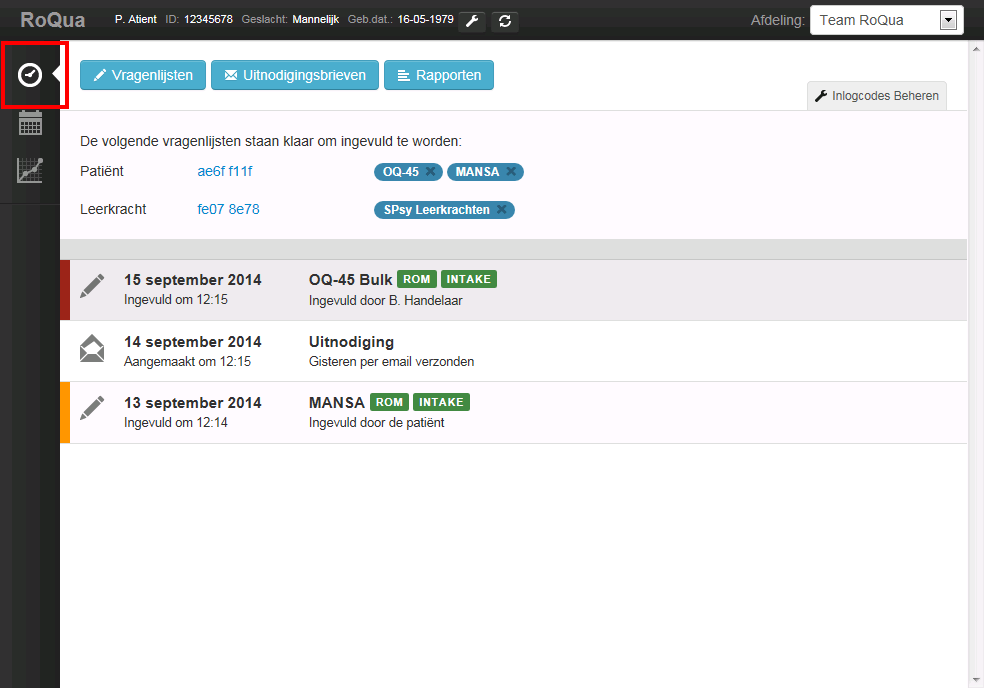 RoQua P. Atient ID: 12345678 Geslacht: Mannelijk Geb.dat.: 16-05-1979 Afdeling: Team RoQua
Vragenlijsten Uitnodigingsbrieven Rapporten
Inlogcodes Beheren
De volgende vragenlijsten staan klaar om ingevuld te worden:
Patiënt ae6f f11f OQ-45 MANSA
Leerkracht fe07 8e78 SPsy Leerkrachten
15 september 2014 OQ-45 Bulk ROM INTAKE
Ingevuld om 12:15 Ingevuld door B. Handelaar
14 september 2014 Uitnodiging
Aangemaakt om 12:15 Gisteren per email verzonden
13 september 2014 MANSA ROM INTAKE
Ingevuld om 12:14 Ingevuld door de patiënt